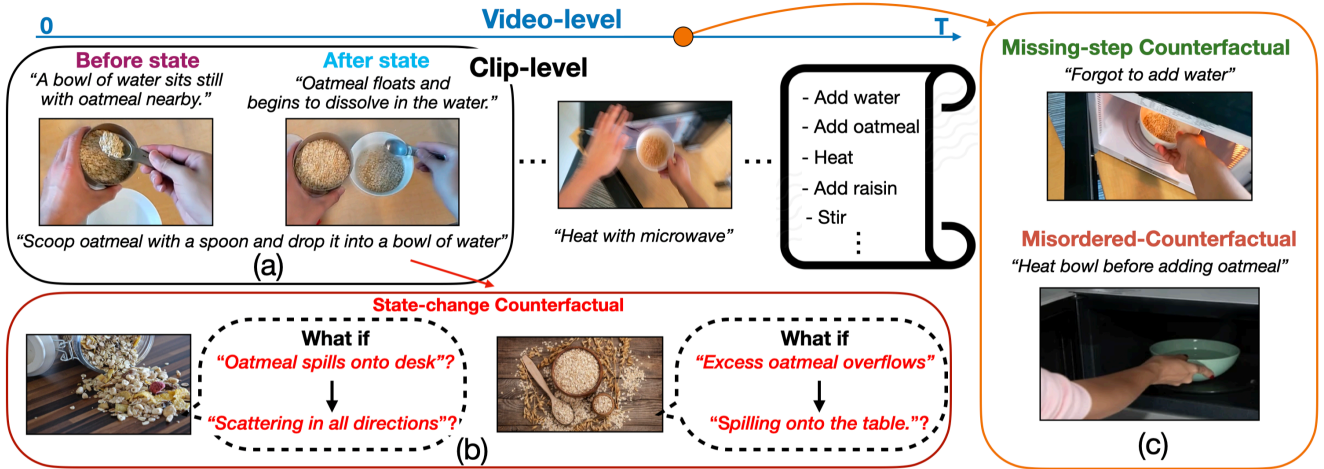 0
Video-level
T
Before state
"A bowl of water sits still
with oatmeal nearby."
After state
"Oatmeal floats and
begins to dissolve in the water."
Clip-level
"Scoop oatmeal with a spoon and drop it into a bowl of water"
(a)
...
"Heat with microwave"
...
- Add water
- Add oatmeal
- Heat
- Add raisin
- Stir
⋮
State-change Counterfactual
What if
"Oatmeal spills onto desk"?
"Scattering in all directions"?
(b)
What if
"Excess oatmeal overflows"
"Spilling onto the table."?
Missing-step Counterfactual
"Forgot to add water"
Misordered-Counterfactual
"Heat bowl before adding oatmeal"
(c)